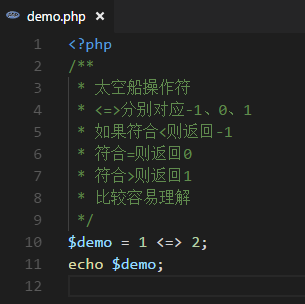 demo.php ×
1 <?php
2 /**
3 * 太空船操作符
4 * <=>分别对应-1、0、1
5 * 如果符合<则返回-1
6 * 符合=则返回0
7 * 符合>则返回1
8 * 比较容易理解
9 */
10 $demo = 1 <=> 2;
11 echo $demo;
12